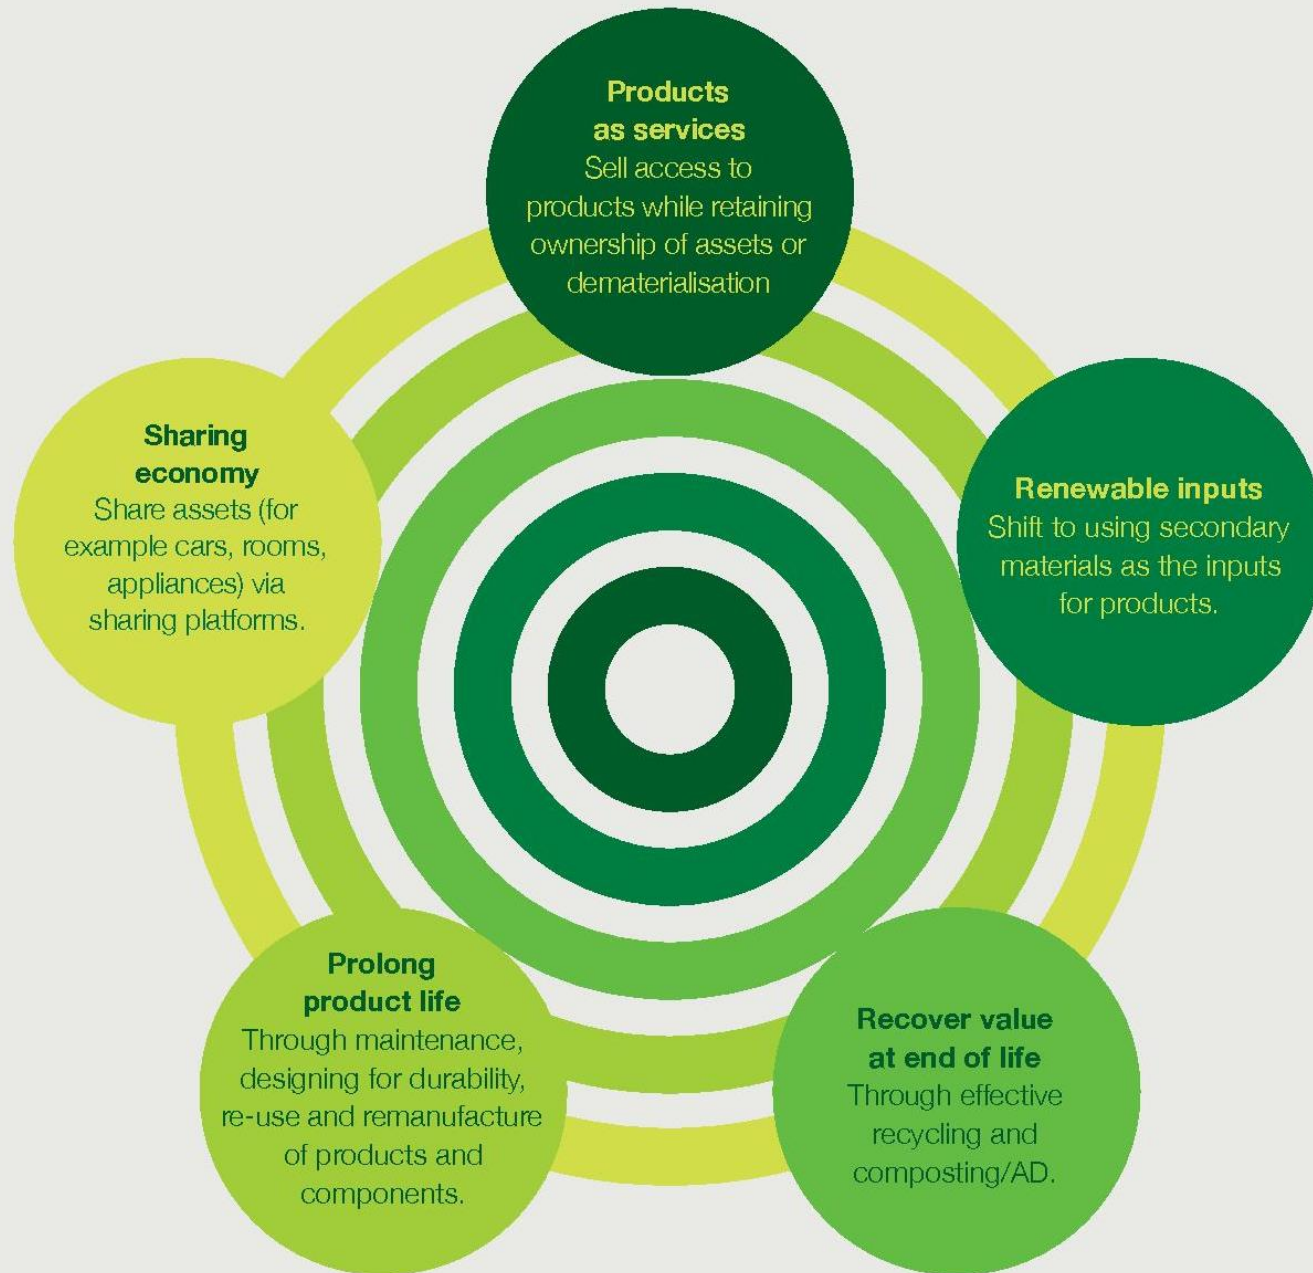 Products
as services
Sell access to
products while retaining
ownership of assets or
dematerialisation
Renewable inputs
Shift to using secondary
materials as the inputs
for products.
Recover value
at end of life
Through effective
recycling and
composting/AD.
Prolong
product life
Through maintenance,
designing for durability,
re-use and remanufacture
of products and
components.
Sharing
economy
Share assets (for
example cars, rooms,
appliances) via
sharing platforms.